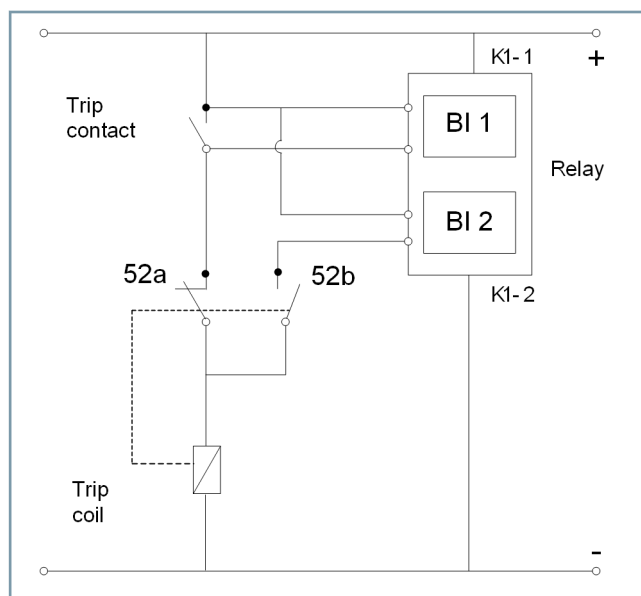 K1-1
+
Trip
contact
BI 1
Relay
BI 2
52a
52b
K1-2
Trip
coil
-